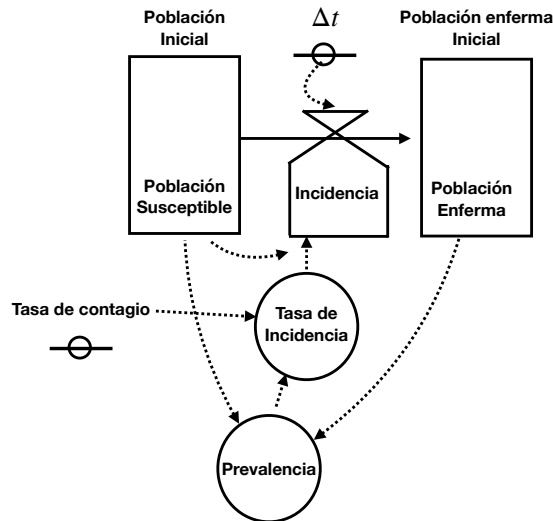 Población
Inicial
Δt
Población enferma
Inicial
Población
Susceptible
Incidencia
Población
Enferma
Tasa de contagio
Tasa de
Incidencia
Prevalencia